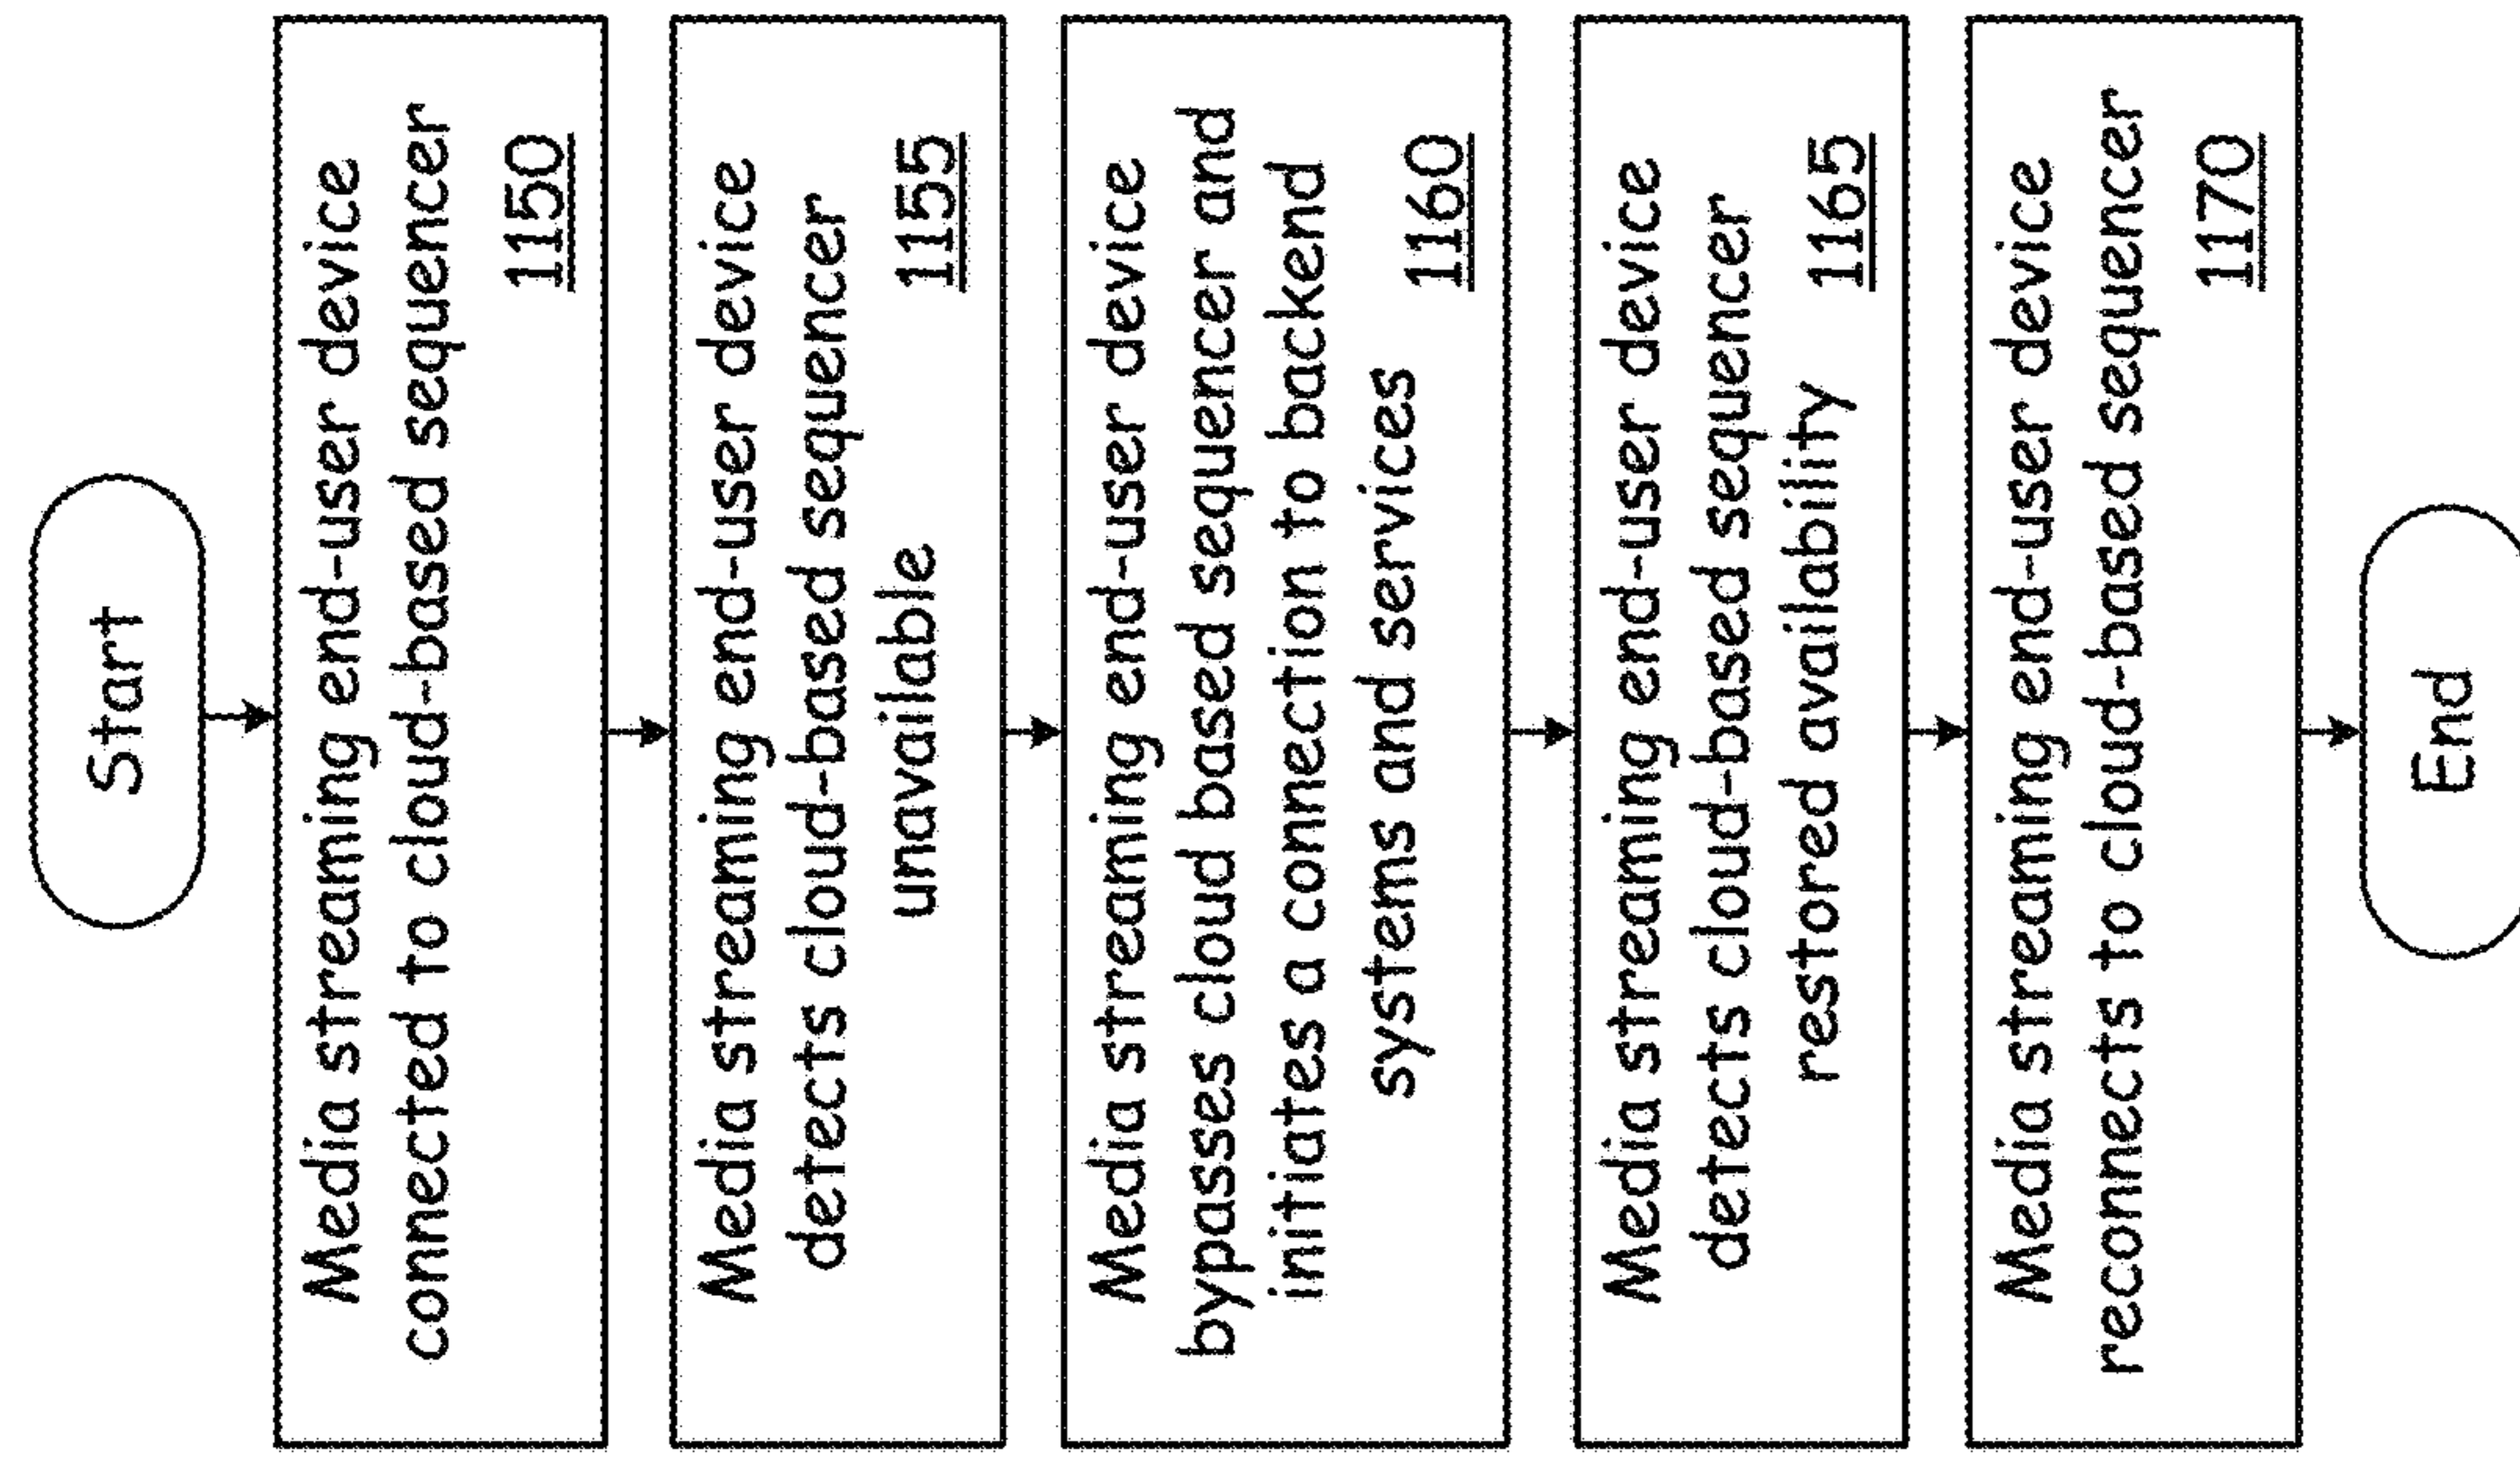 Start
Media streaming end-user device
connected to cloud-based sequencer
1150
Media streaming end-user device
detects cloud-based sequencer
unavailable
1155
Media streaming end-user device
bypasses cloud based sequencer and
initiates a connection to backend
systems and services
1160
Media streaming end-user device
detects cloud-based sequencer
restored availability
1165
Media streaming end-user device
reconnects to cloud-based sequencer
1170
End